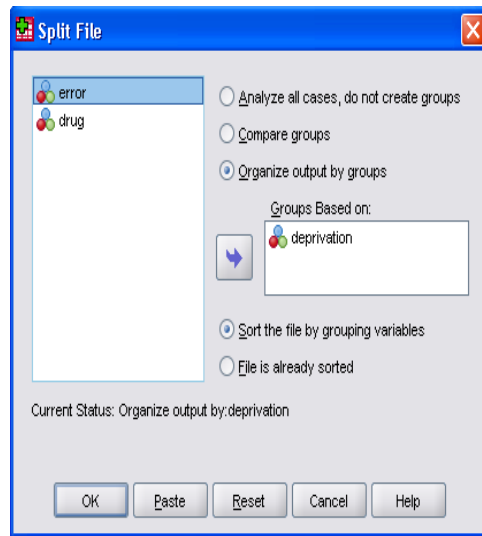 Split File
error
drug
Analyze all cases, do not create groups
Compare groups
Organize output by groups
Groups Based on:
deprivation
Sort the file by grouping variables
File is already sorted
Current Status: Organize output by:deprivation
OK Paste Reset Cancel Help